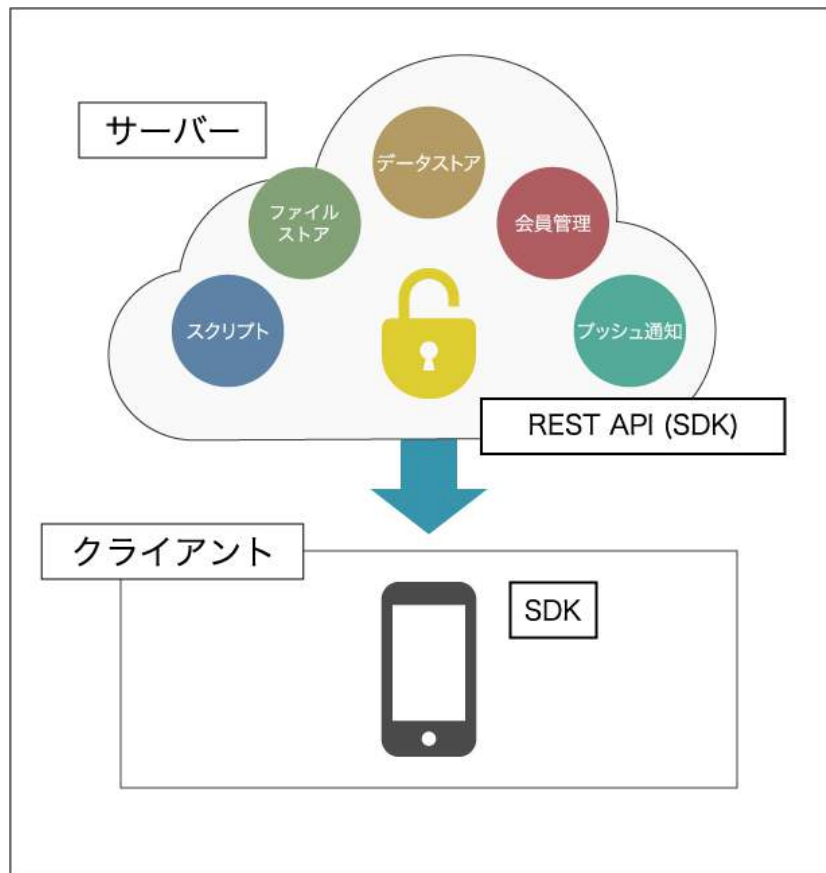 サーバー
データストア
ファイル
ストア
会員管理
スクリプト
プッシュ通知
REST API (SDK)
クライアント
SDK